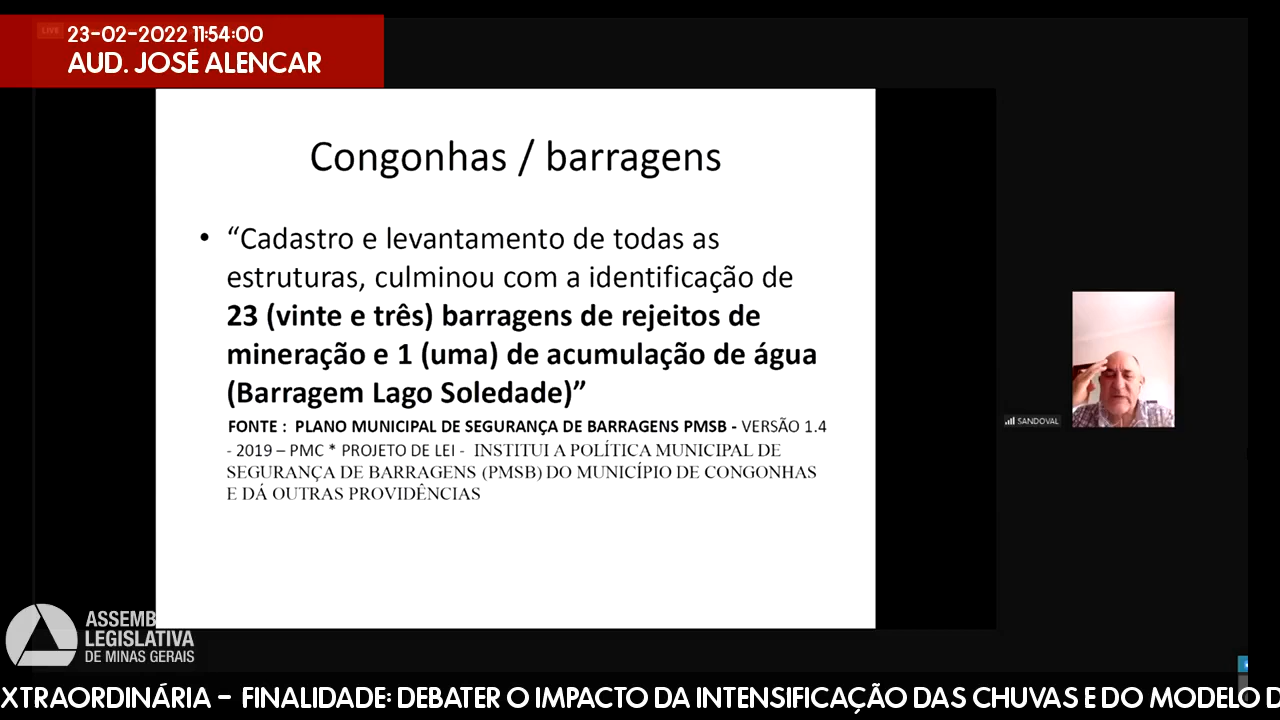 LIVE
23-02-2022 11:54:00
AUD. JOSÉ ALENCAR
Congonhas / barragens
• “Cadastro e levantamento de todas as
estruturas, culminou com a identificação de
23 (vinte e três) barragens de rejeitos de
mineração e 1 (uma) de acumulação de água
(Barragem Lago Soledade)”
FONTE : PLANO MUNICIPAL DE SEGURANÇA DE BARRAGENS PMSB - VERSÃO 1.4
- 2019 – PMC * PROJETO DE LEI - INSTITUI A POLÍTICA MUNICIPAL DE
SEGURANÇA DE BARRAGENS (PMSB) DO MUNICÍPIO DE CONGONHAS
E DÁ OUTRAS PROVIDÊNCIAS
SANDOVAL
ASSEMB
LEGISLATIVA
DE MINAS GERAIS
XTRAORDINÁRIA - FINALIDADE: DEBATER O IMPACTO DA INTENSIFICAÇÃO DAS CHUVAS E DO MODELO D